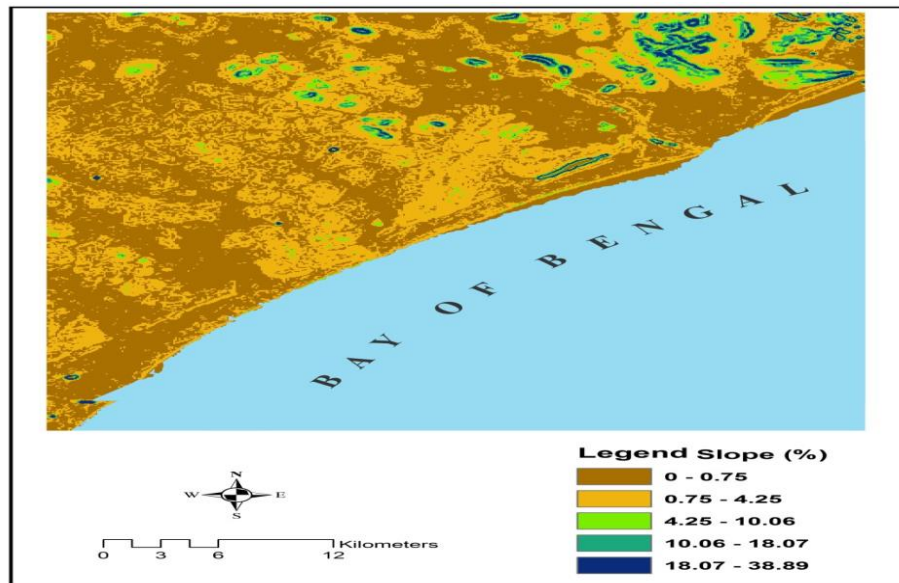 BAY OF BENGAL
Legend Slope (%)
0 - 0.75
0.75 - 4.25
4.25 - 10.06
10.06 - 18.07
18.07 - 38.89
N
W E
S
Kilometers
0 3 6 12